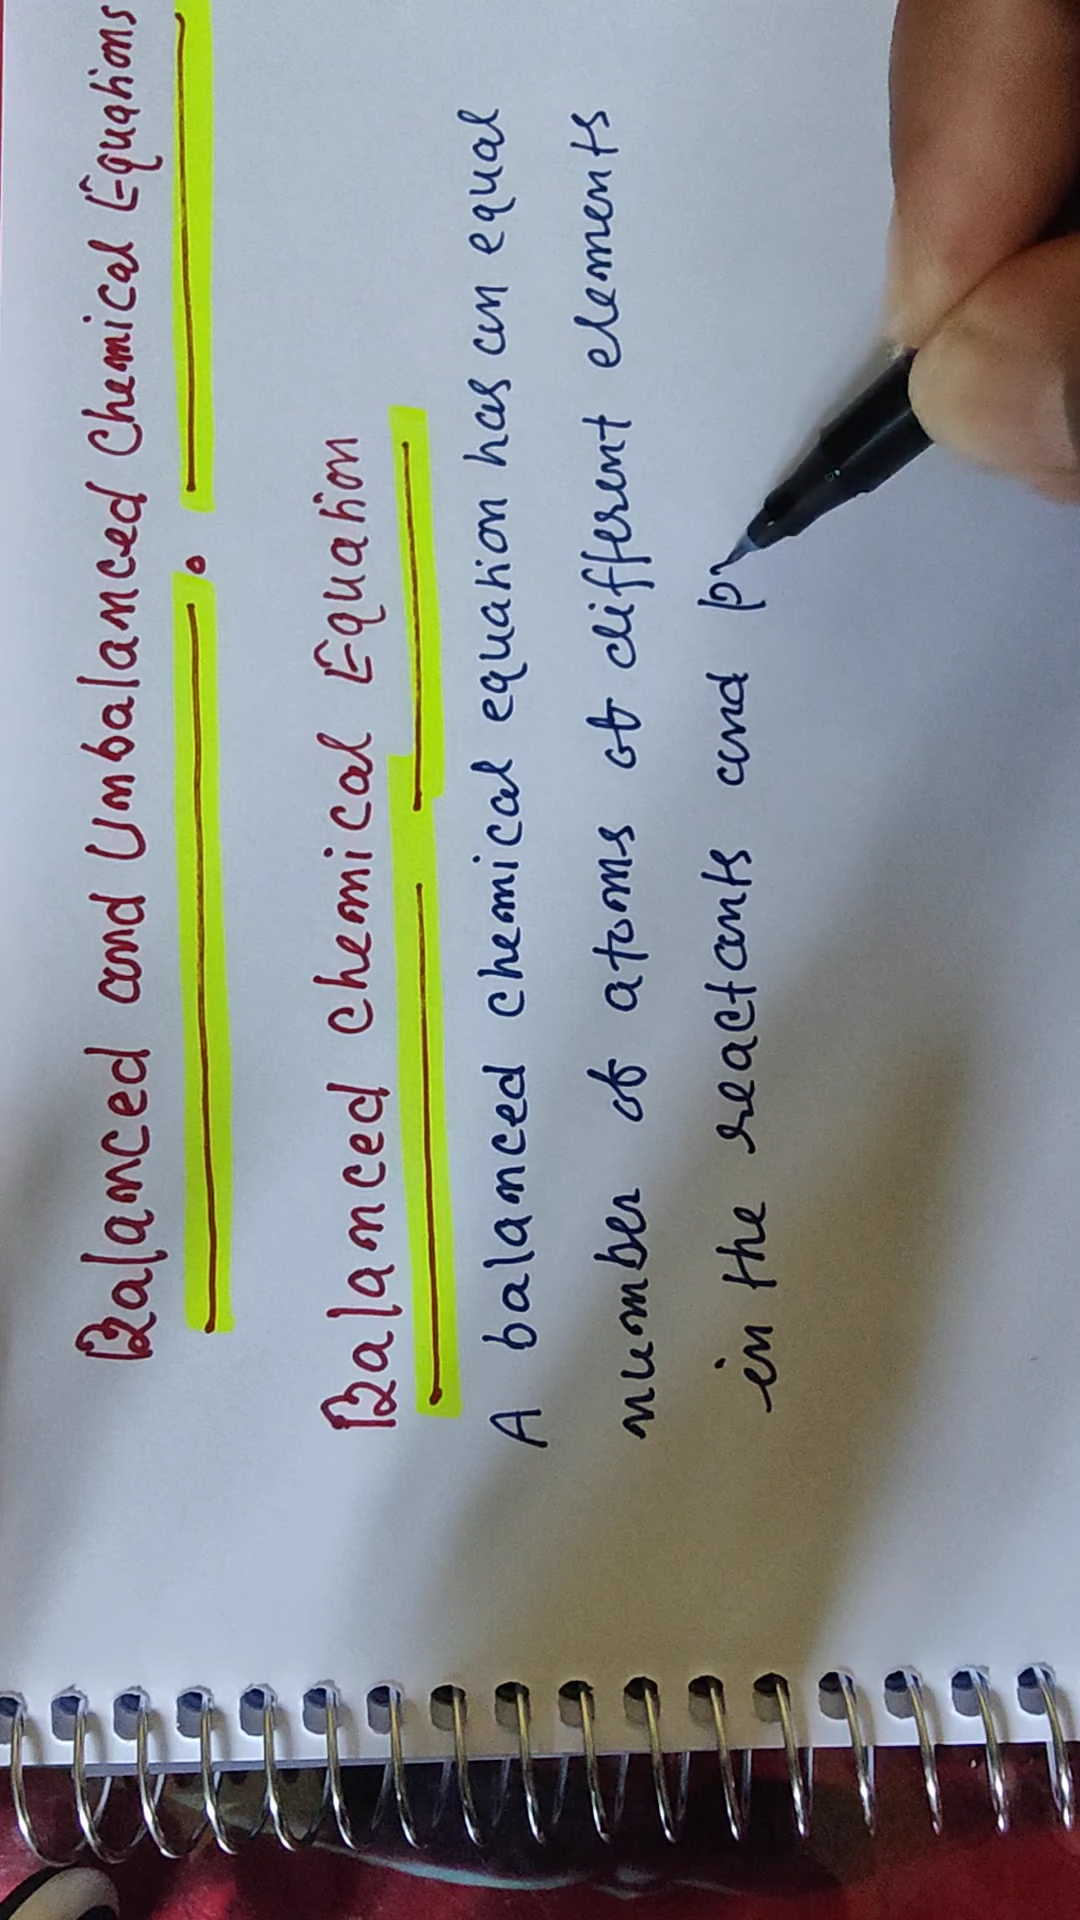 Balanced and Unbalanced Chemical Equations
Balanced Chemical Equation
A balanced chemical equation has an equal
number of atoms of different elements
in the reactants and pr